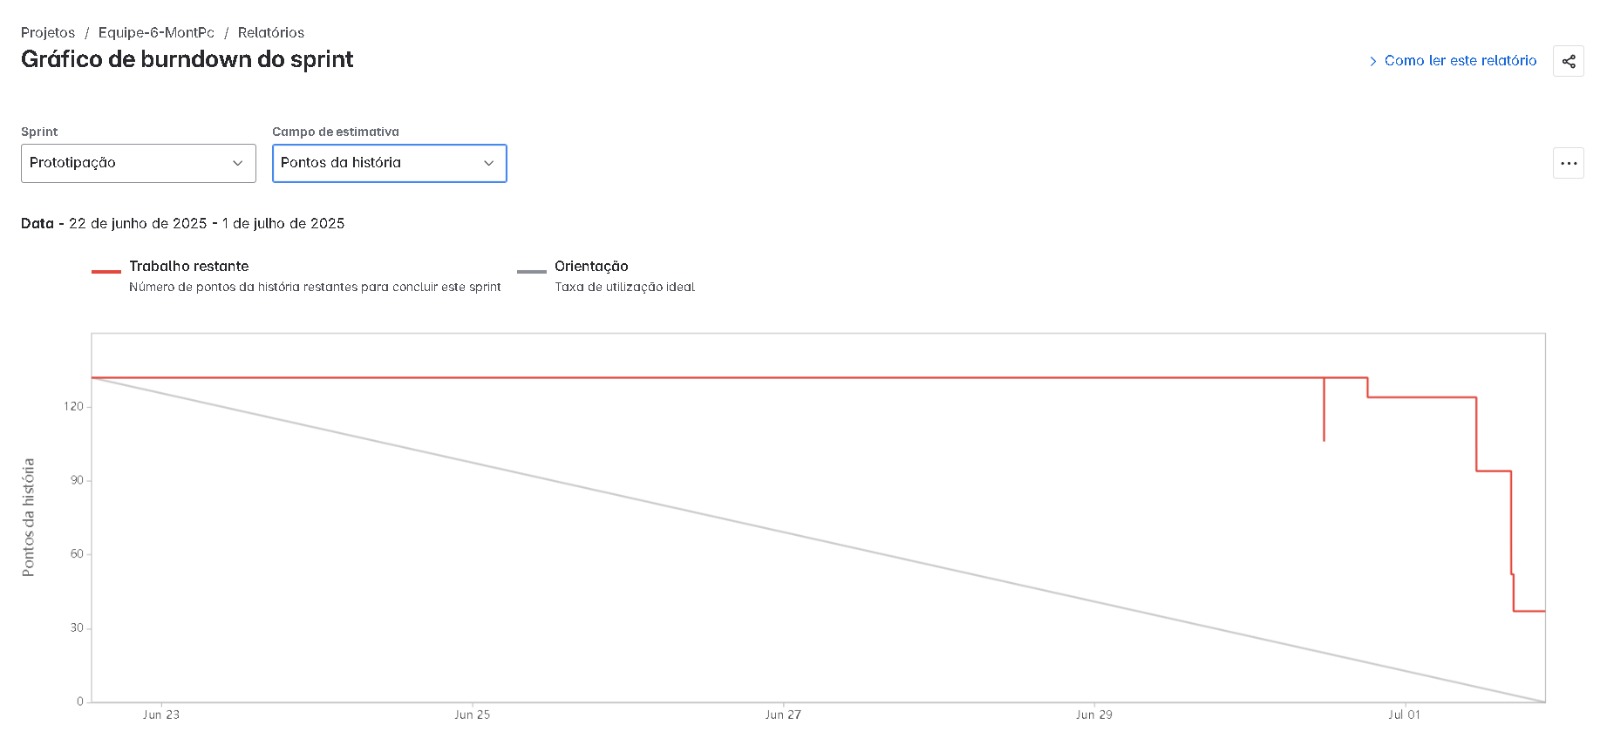 Projetos / Equipe-6-MontPc / Relatórios
Gráfico de burndown do sprint
Como ler este relatório
Sprint
Campo de estimativa
Prototipação
Pontos da história
Data - 22 de junho de 2025 - 1 de julho de 2025
Trabalho restante
Número de pontos da história restantes para concluir este sprint
Orientação
Taxa de utilização ideal
Pontos da história
120
90
60
30
0
Jun 23
Jun 25
Jun 27
Jun 29
Jul 01